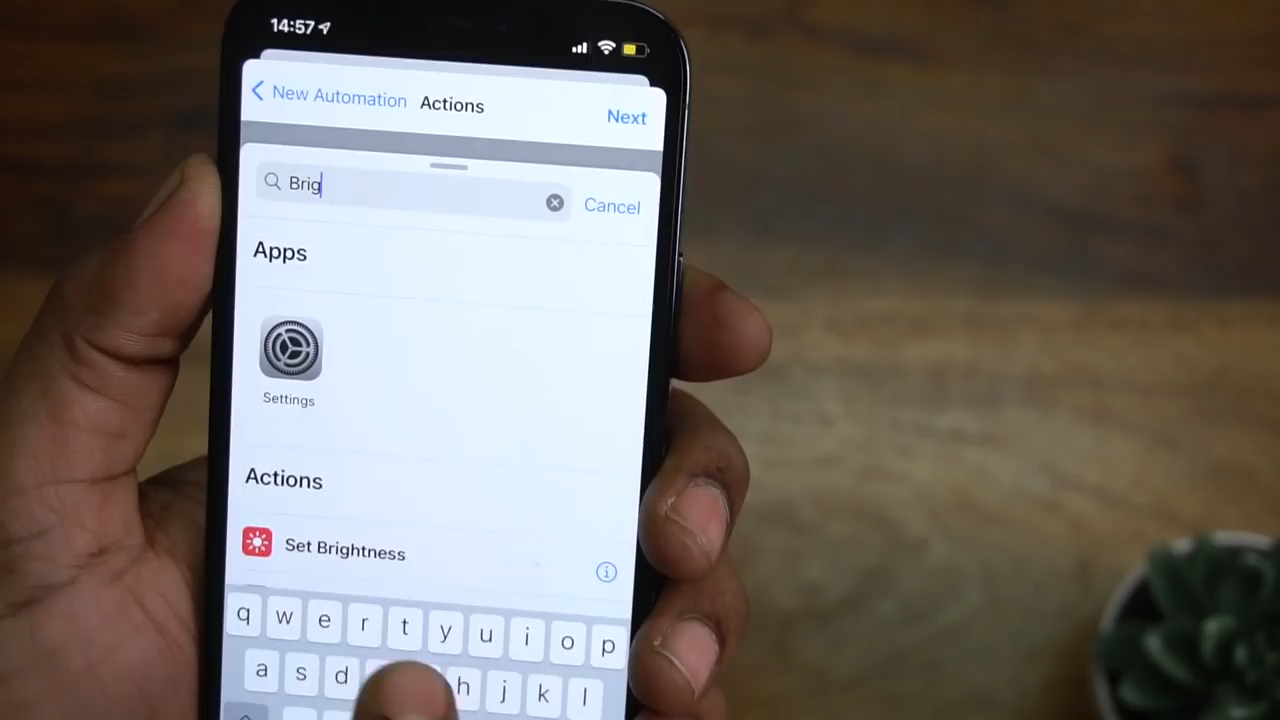 14:57
New Automation Actions Next
Brig Cancel
Apps
Settings
Actions
Set Brightness
q w e r t y u i o p
a s d h j k l